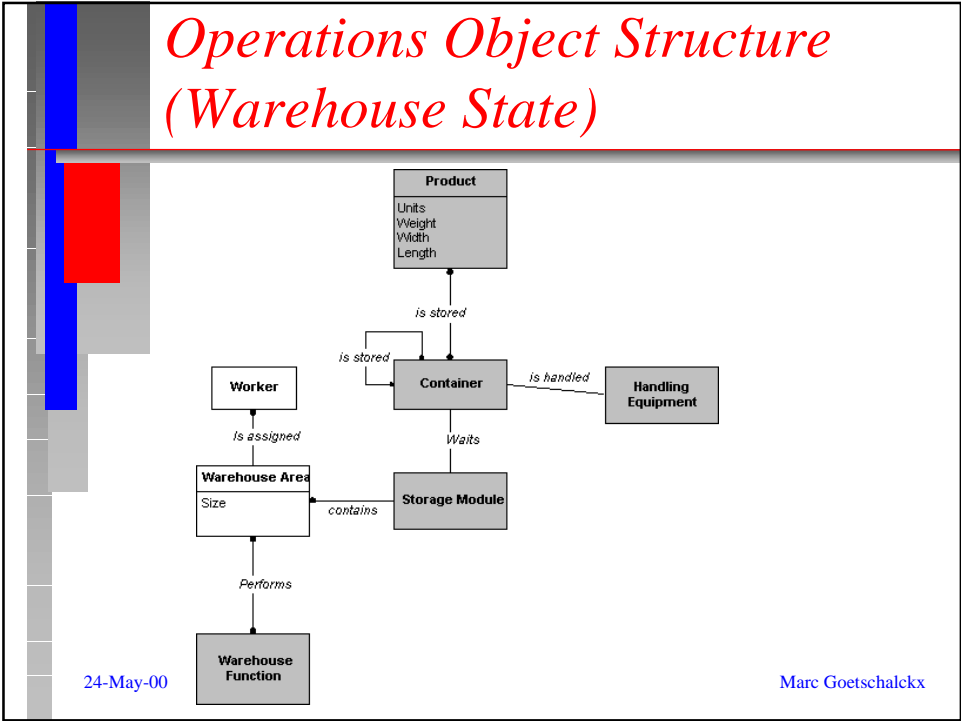 Operations Object Structure
(Warehouse State)
Product
Units
Weight
Width
Length
is stored
is stored
Container
is handled
Handling
Equipment
Worker
Is assigned
Waits
Warehouse Area
Size
contains
Storage Module
Performs
Warehouse
Function
24-May-00
Marc Goetschalckx